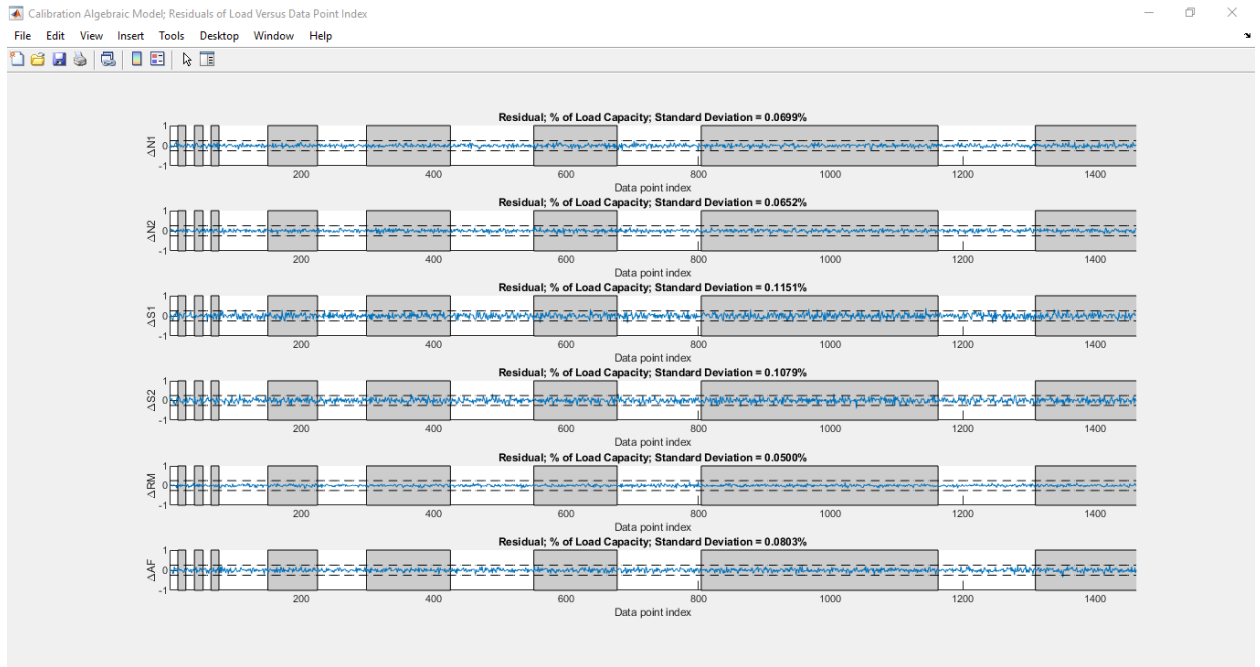 Calibration Algebraic Model; Residuals of Load Versus Data Point Index
File Edit View Insert Tools Desktop Window Help
Residual; % of Load Capacity; Standard Deviation = 0.0699%
1
ΔN1
0
-1
200 400 600 800 1000 1200 1400
Data point index
Residual; % of Load Capacity; Standard Deviation = 0.0652%
1
ΔN2
0
-1
200 400 600 800 1000 1200 1400
Data point index
Residual; % of Load Capacity; Standard Deviation = 0.1151%
1
ΔS1
0
-1
200 400 600 800 1000 1200 1400
Data point index
Residual; % of Load Capacity; Standard Deviation = 0.1079%
1
ΔS2
0
-1
200 400 600 800 1000 1200 1400
Data point index
Residual; % of Load Capacity; Standard Deviation = 0.0500%
1
ΔRM
0
-1
200 400 600 800 1000 1200 1400
Data point index
Residual; % of Load Capacity; Standard Deviation = 0.0803%
1
ΔAF
0
-1
200 400 600 800 1000 1200 1400
Data point index